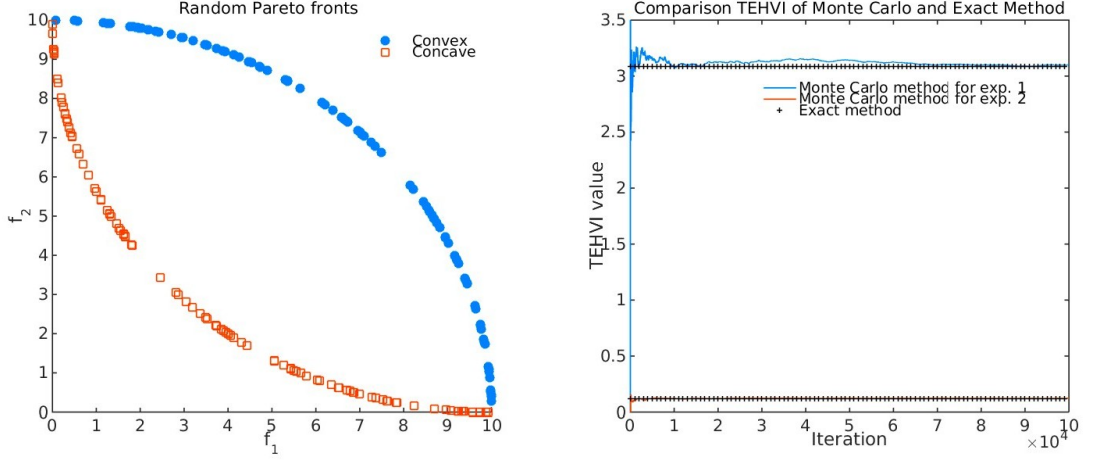 Random Pareto fronts
10
9
8
7
6
5
4
3
2
1
0
f2
0 1 2 3 4 5 6 7 8 9 10
f1
Convex
Concave
Comparison TEHVI of Monte Carlo and Exact Method
3.5
3
2.5
2
1.5
1
0.5
0
TEHVI value
0 1 2 3 4 5 6 7 8 9 10
Iteration
×10^4
Monte Carlo method for exp. 1
Monte Carlo method for exp. 2
Exact method